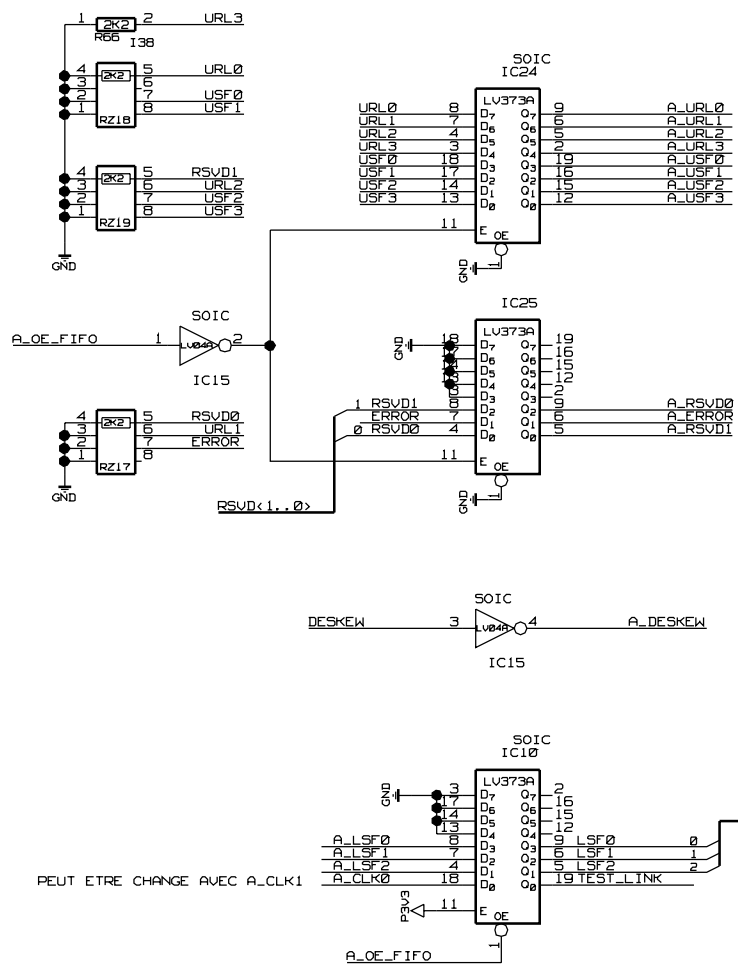 1 2K2 2 URL3
R66 I38
4 2K2 5 URL0
3 6
2 7 USF0
1 8 USF1
RZ18
4 2K2 5 RSVD1
3 6 URL2
2 7 USF2
1 8 USF3
RZ19
GND
SOIC
IC24
LV373A
URL0 8 D7 Q7 9 A_URL0
URL1 7 D6 Q6 6 A_URL1
URL2 4 D5 Q5 5 A_URL2
URL3 3 D4 Q4 2 A_URL3
USF0 18 D3 Q3 19 A_USF0
USF1 17 D2 Q2 16 A_USF1
USF2 14 D1 Q1 15 A_USF2
USF3 13 D0 Q0 12 A_USF3
11 E OE
GND 1
SOIC
A_OE_FIFO 1 LV04A 2
IC15
IC25
LV373A
GND 18 D7 Q7 19
D6 Q6 16
D5 Q5 15
D4 Q4 12
D3 Q3 2
1 RSVD1 8 D2 Q2 9 A_RSVD0
ERROR 7 D1 Q1 6 A_ERROR
0 RSVD0 4 D0 Q0 5 A_RSVD1
11 E OE
GND 1
RSVD<1..0>
4 2K2 5 RSVD0
3 6 URL1
2 7 ERROR
1 8
RZ17
GND
SOIC
DESKEW 3 LV04A 4 A_DESKEW
IC15
SOIC
IC10
LV373A
GND 3 D7 Q7 2
17 D6 Q6 16
14 D5 Q5 15
13 D4 Q4 12
A_LSF0 8 D3 Q3 9 LSF0 0
A_LSF1 7 D2 Q2 6 LSF1 1
A_LSF2 4 D1 Q1 5 LSF2 2
PEUT ETRE CHANGE AVEC A_CLK1 A_CLK0 18 D0 Q0 19 TEST_LINK
P3V3 11 E OE
1
A_OE_FIFO